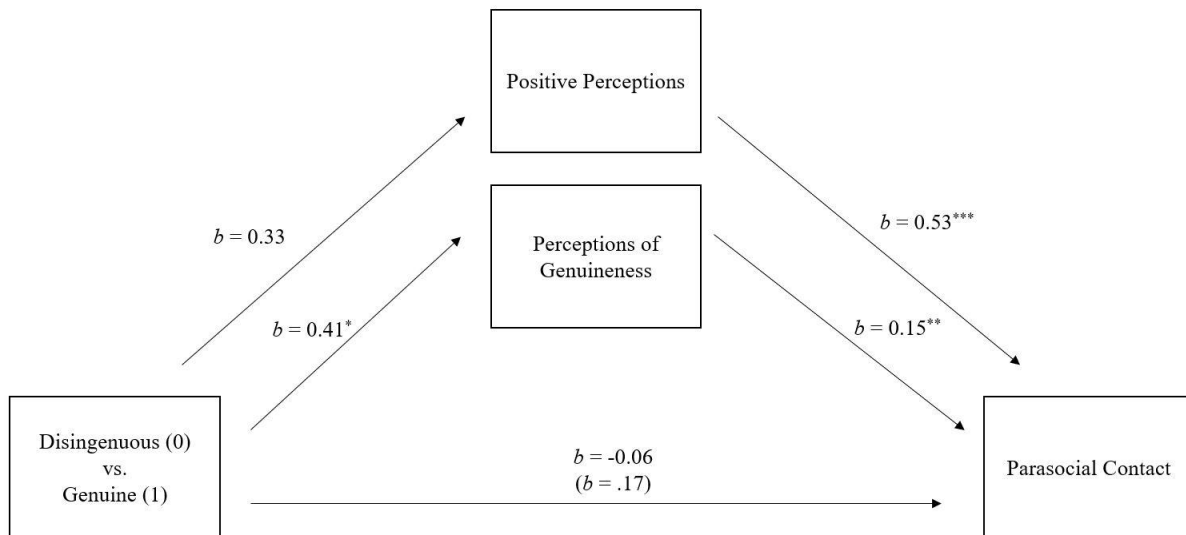 Positive Perceptions
b = 0.33
b = 0.53***
Perceptions of
Genuineness
b = 0.41*
b = 0.15**
Disingenuous (0)
vs.
Genuine (1)
b = -0.06
(b = .17)
Parasocial Contact